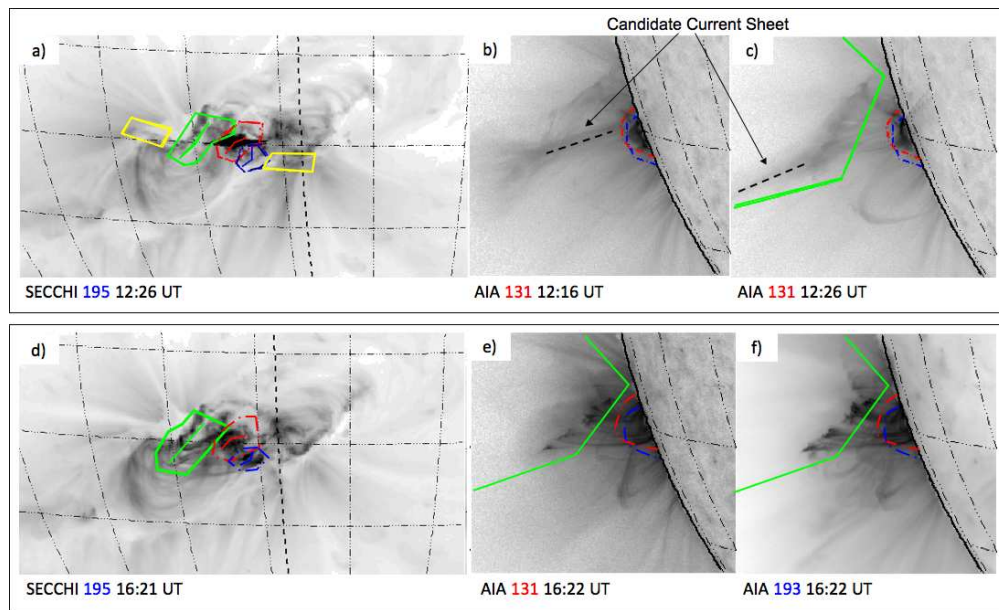 Candidate Current Sheet
a)
b)
c)
SECCHI 195 12:26 UT
AIA 131 12:16 UT
AIA 131 12:26 UT
d)
e)
f)
SECCHI 195 16:21 UT
AIA 131 16:22 UT
AIA 193 16:22 UT